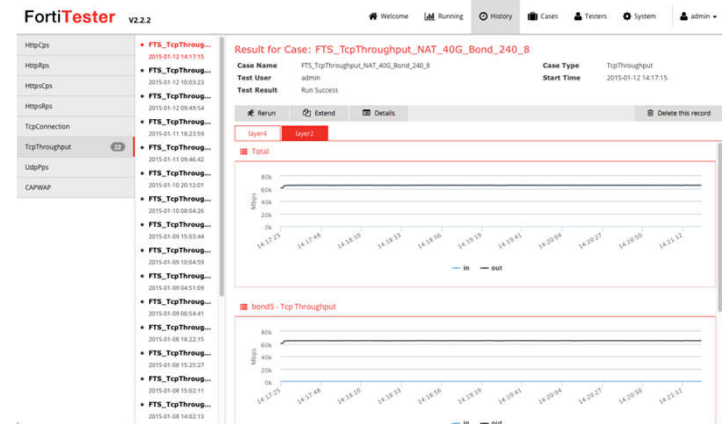 FortiTester v2.2.2
Welcome Running History Cases Testers System admin
HttpCps
HttpRps
HttpsCps
HttpsRps
TcpConnection
TcpThroughput 22
UdpPps
CAPWAP
FTS_TcpThroug...
2015-01-12 14:17:15
FTS_TcpThroug...
2015-01-12 10:03:23
FTS_TcpThroug...
2015-01-12 09:49:54
FTS_TcpThroug...
2015-01-11 18:23:59
FTS_TcpThroug...
2015-01-11 09:46:42
FTS_TcpThroug...
2015-01-10 20:12:01
FTS_TcpThroug...
2015-01-10 08:04:26
FTS_TcpThroug...
2015-01-09 15:03:44
FTS_TcpThroug...
2015-01-09 10:04:59
FTS_TcpThroug...
2015-01-09 04:51:09
FTS_TcpThroug...
2015-01-09 00:54:41
FTS_TcpThroug...
2015-01-08 18:22:15
FTS_TcpThroug...
2015-01-08 15:25:27
FTS_TcpThroug...
2015-01-08 15:02:11
FTS_TcpThroug...
2015-01-08 14:02:13
Result for Case: FTS_TcpThroughput_NAT_40G_Bond_240_8
Case Name FTS_TcpThroughput_NAT_40G_Bond_240_8 Case Type TcpThroughput
Test User admin Start Time 2015-01-12 14:17:15
Test Result Run Success
Rerun Extend Details Delete this record
layer4 layer2
Total
Mbps
80k
60k
40k
20k
0k
14:17:25 14:17:48 14:18:10 14:18:33 14:18:56 14:19:19 14:19:41 14:20:04 14:20:27 14:20:50 14:21:12
in out
bond5 - Tcp Throughput
Mbps
80k
60k
40k
20k
0k
14:17:25 14:17:48 14:18:10 14:18:33 14:18:56 14:19:19 14:19:41 14:20:04 14:20:27 14:20:50 14:21:12
in out